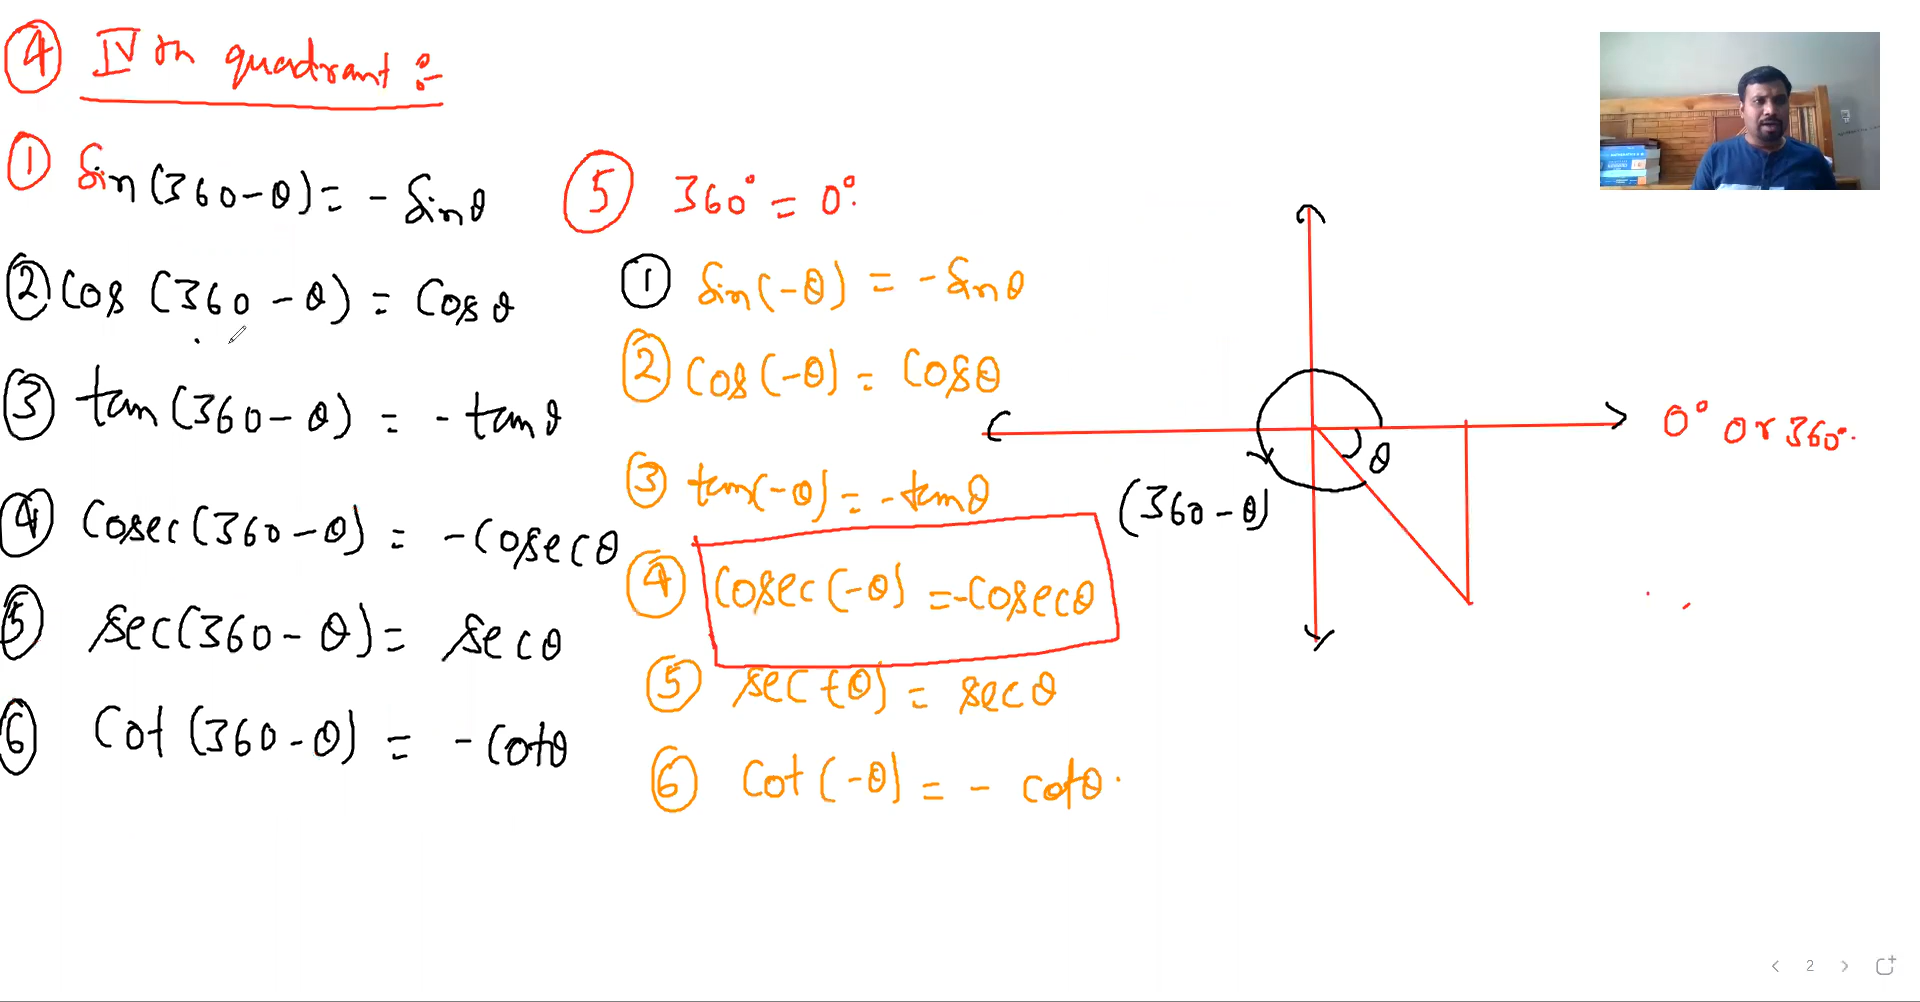 ④ IV th quadrant :-
① Sin(360-θ) = - Sinθ
② Cos (360 - θ) = Cosθ
③ tan(360-θ) = - tanθ
④ Cosec(360-θ) = -Cosecθ
⑤ Sec(360-θ) = Secθ
⑥ Cot (360-θ) = - Cotθ
⑤ 360° = 0°.
① Sin(-θ) = -Sinθ
② Cos(-θ) = Cosθ
③ tan(-θ) = -tanθ
④ Cosec(-θ) = -Cosecθ
⑤ Sec(-θ) = Secθ
⑥ Cot(-θ) = - Cotθ.
0° or 360°.
θ
(360-θ)
2